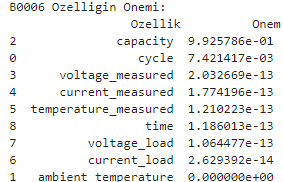 B0006 Ozelligin Onemi:
Ozellik Onem
2 capacity 9.925786e-01
0 cycle 7.421417e-03
3 voltage_measured 2.032669e-13
4 current_measured 1.774196e-13
5 temperature_measured 1.210223e-13
8 time 1.186013e-13
7 voltage_load 1.064477e-13
6 current_load 2.629392e-14
1 ambient_temperature 0.000000e+00